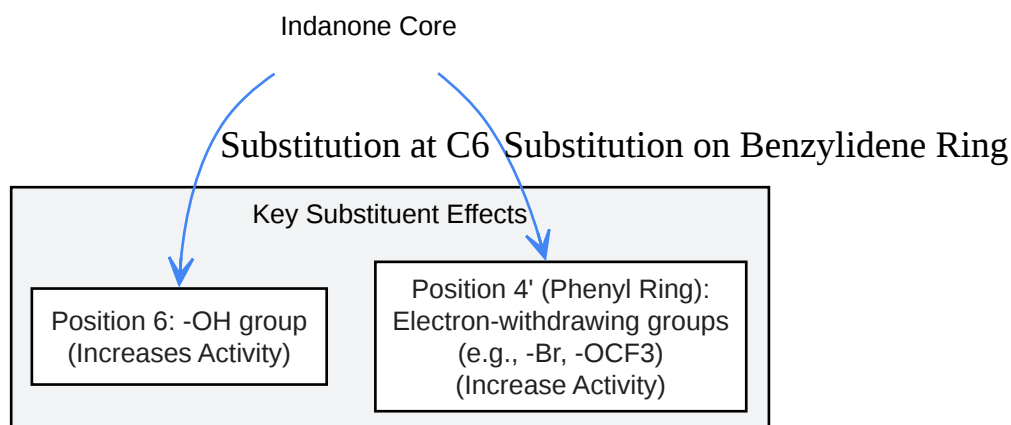 Indanone Core
Substitution at C6
Substitution on Benzylidene Ring
Key Substituent Effects
Position 6: -OH group
(Increases Activity)
Position 4' (Phenyl Ring):
Electron-withdrawing groups
(e.g., -Br, -OCF3)
(Increase Activity)